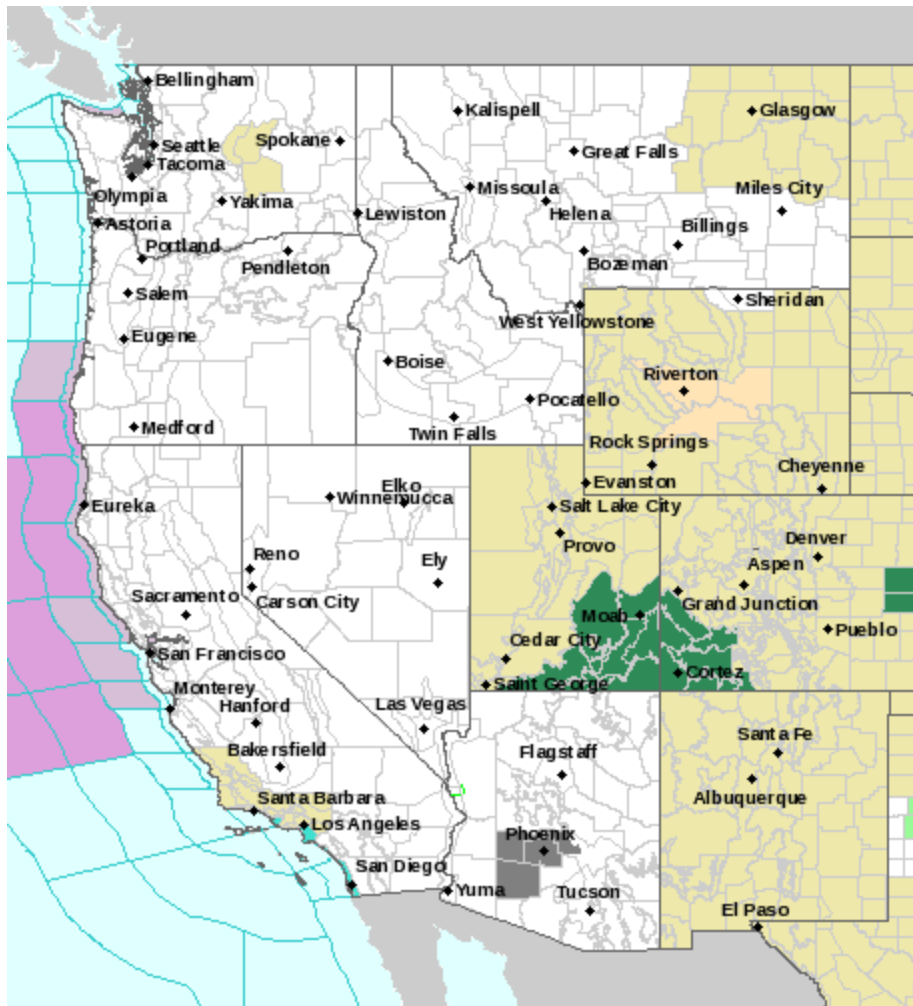 Bellingham
Kalispell
Glasgow
Seattle
Spokane
Great Falls
Tacoma
Missoula
Miles City
Olympia
Yakima
Lewiston
Helena
Astoria
Billings
Portland
Pendleton
Bozeman
Salem
Sheridan
West Yellowstone
Eugene
Boise
Riverton
Pocatello
Medford
Twin Falls
Rock Springs
Cheyenne
Elko
Evanston
Winnemucca
Eureka
Salt Lake City
Denver
Provo
Reno
Ely
Aspen
Sacramento
Carson City
Grand Junction
Moab
Pueblo
Cedar City
San Francisco
Cortez
Saint George
Monterey
Hanford
Las Vegas
Santa Fe
Bakersfield
Flagstaff
Albuquerque
Santa Barbara
Los Angeles
Phoenix
San Diego
Yuma
Tucson
El Paso